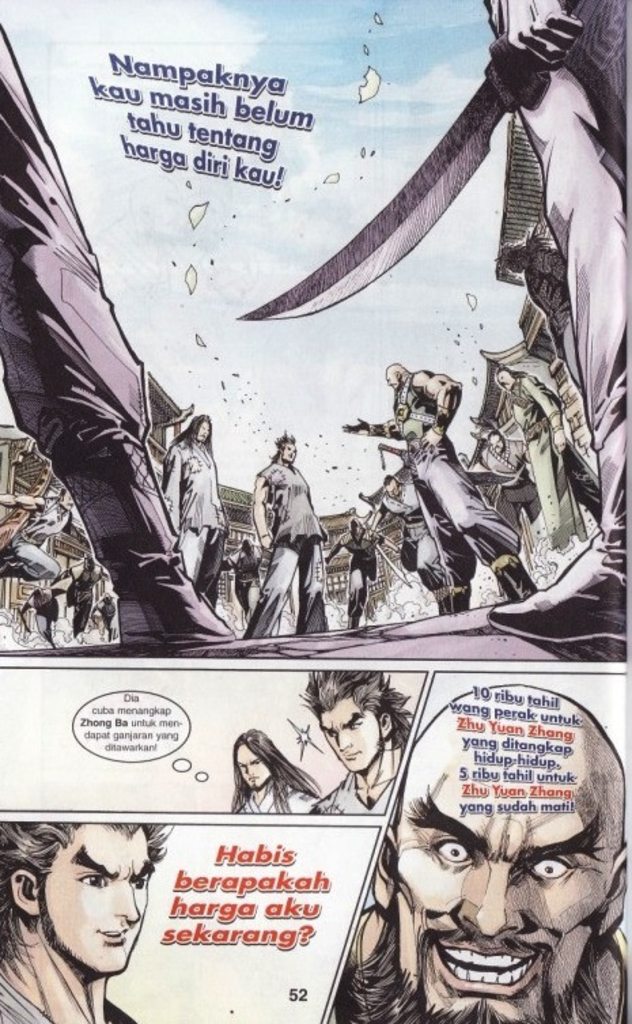 Nampaknya
kau masih belum
tahu tentang
harga diri kau!
Dia
cuba menangkap
Zhong Ba untuk men-
dapat ganjaran yang
ditawarkan!
10 ribu tahil
wang perak untuk
Zhu Yuan Zhang
yang ditangkap
hidup-hidup.
5 ribu tahil untuk
Zhu Yuan Zhang
yang sudah mati!
Habis
berapakah
harga aku
sekarang?
52